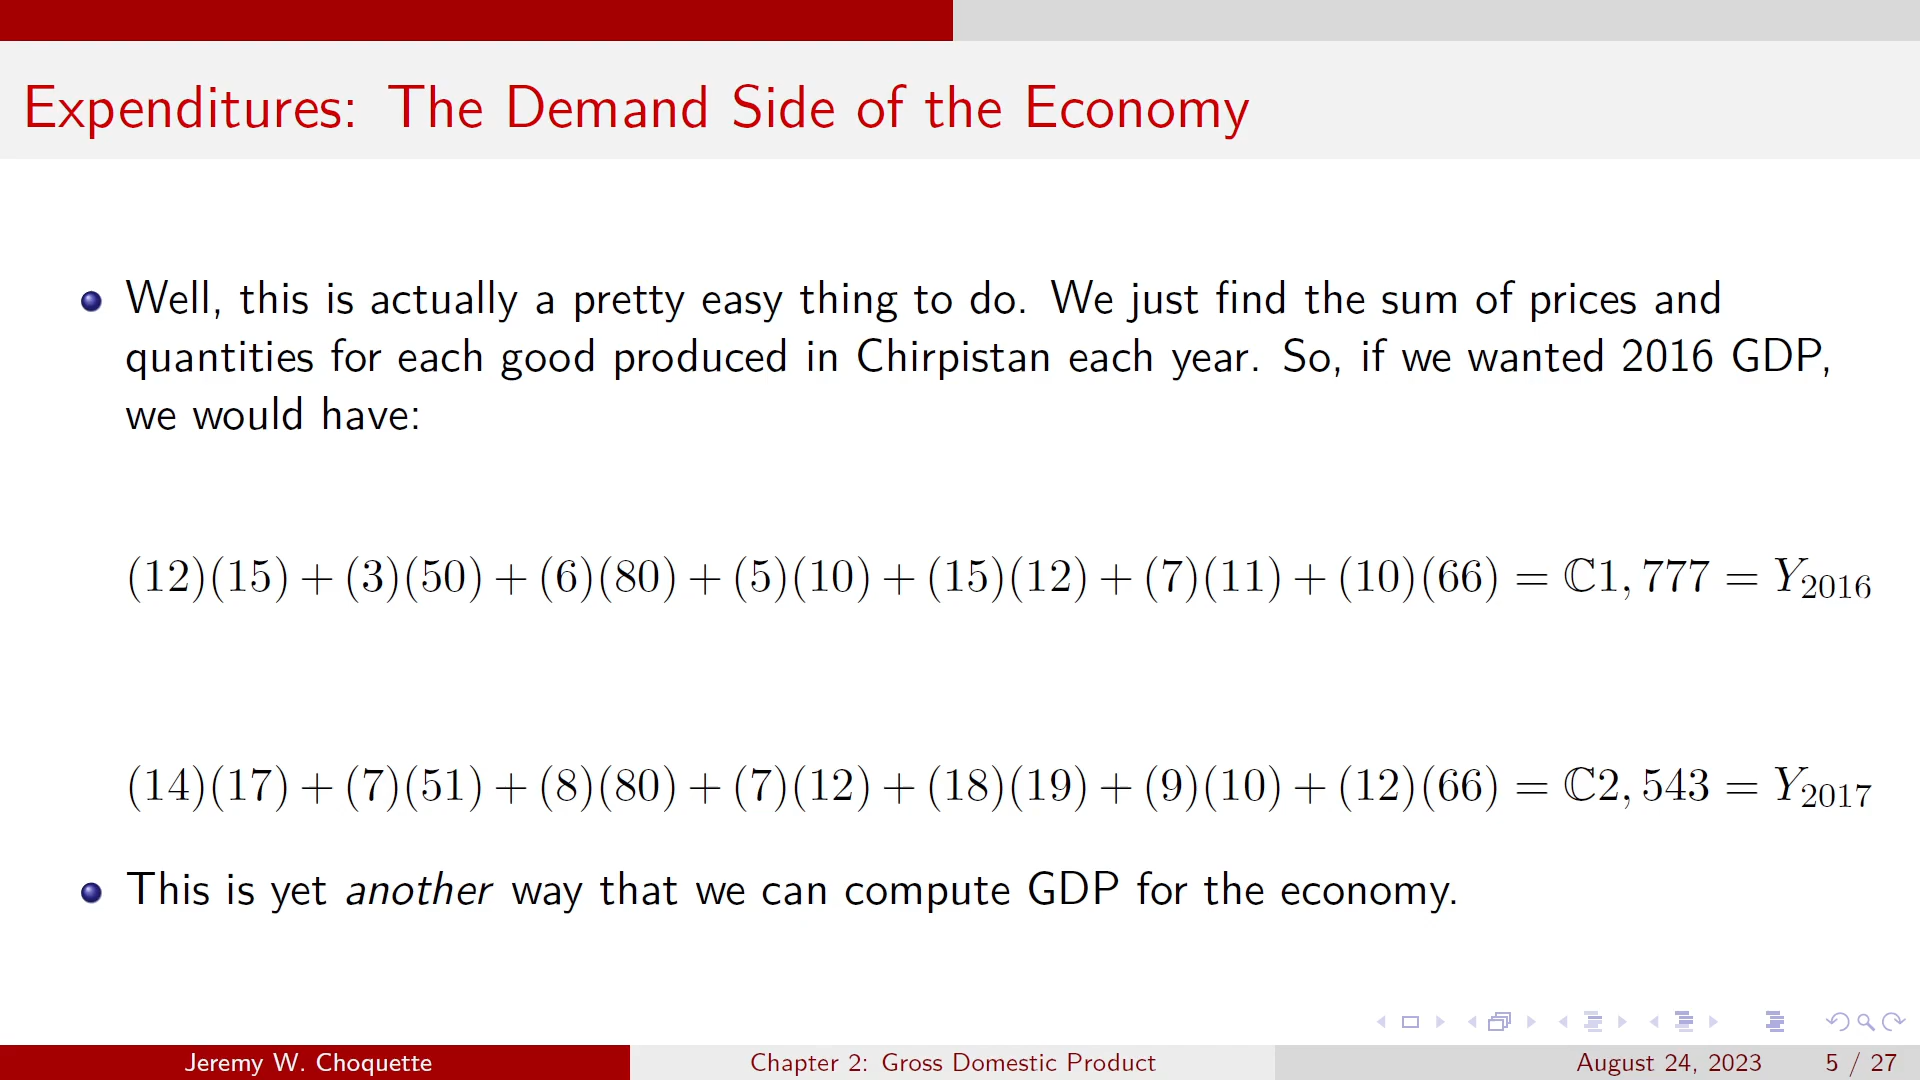 Expenditures: The Demand Side of the Economy
Well, this is actually a pretty easy thing to do. We just find the sum of prices and
quantities for each good produced in Chirpistan each year. So, if we wanted 2016 GDP,
we would have:
(12)(15) + (3)(50) + (6)(80) + (5)(10) + (15)(12) + (7)(11) + (10)(66) = ℂ1, 777 = Y₂₀₁₆
(14)(17) + (7)(51) + (8)(80) + (7)(12) + (18)(19) + (9)(10) + (12)(66) = ℂ2, 543 = Y₂₀₁₇
This is yet another way that we can compute GDP for the economy.
Jeremy W. Choquette Chapter 2: Gross Domestic Product August 24, 2023 5 / 27